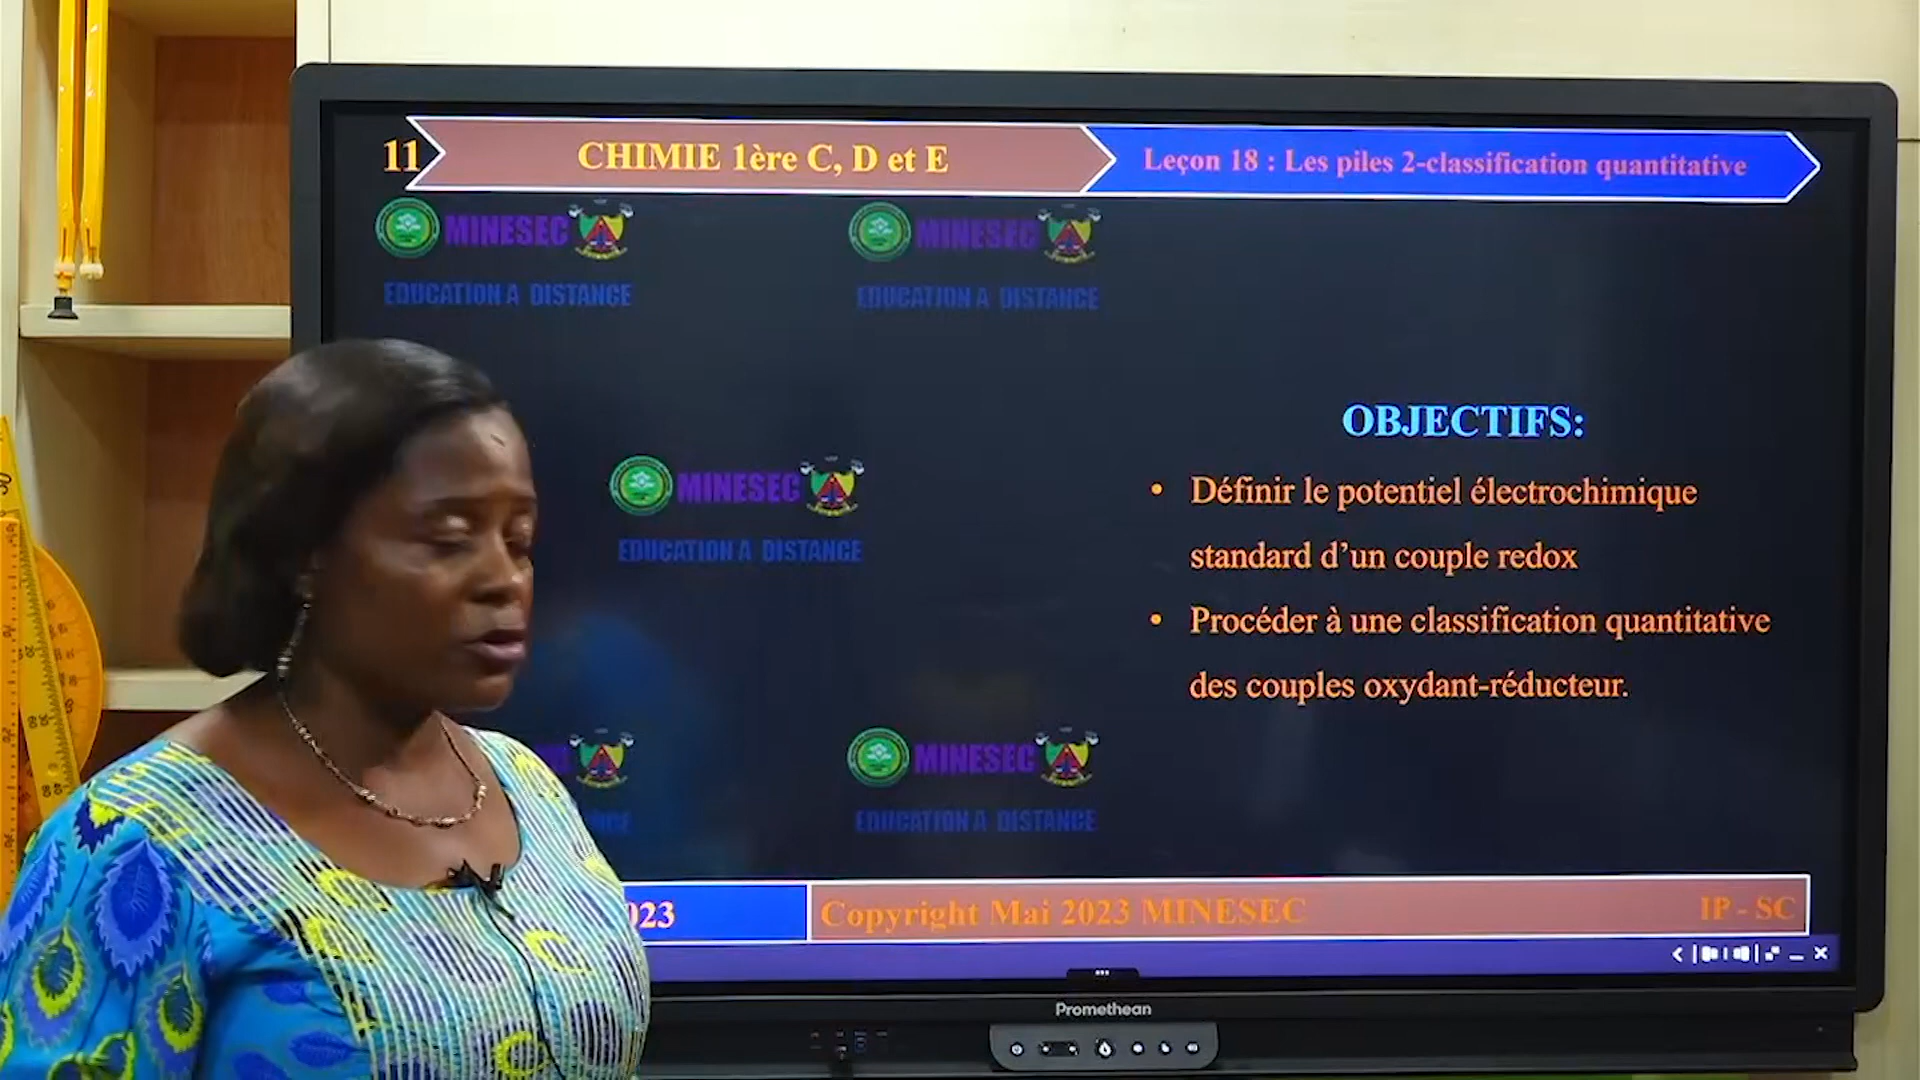 11
CHIMIE 1ère C, D et E
Leçon 18 : Les piles 2-classification quantitative
MINESEC
EDUCATION A DISTANCE
MINESEC
EDUCATION A DISTANCE
OBJECTIFS:
• Définir le potentiel électrochimique
standard d’un couple redox
MINESEC
EDUCATION A DISTANCE
• Procéder à une classification quantitative
des couples oxydant-réducteur.
MINESEC
EDUCATION A DISTANCE
023
Copyright Mai 2023 MINESEC
IP - SC
Promethean